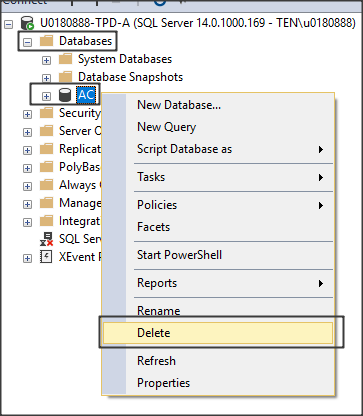 Connect
U0180888-TPD-A (SQL Server 14.0.1000.169 - TEN\u0180888)
Databases
System Databases
Database Snapshots
AC
New Database...
Security
New Query
Server O
Script Database as
Replicat
PolyBas
Tasks
Always
Policies
Manage
Facets
Integrat
SQL Serv
Start PowerShell
XEvent P
Reports
Rename
Delete
Refresh
Properties